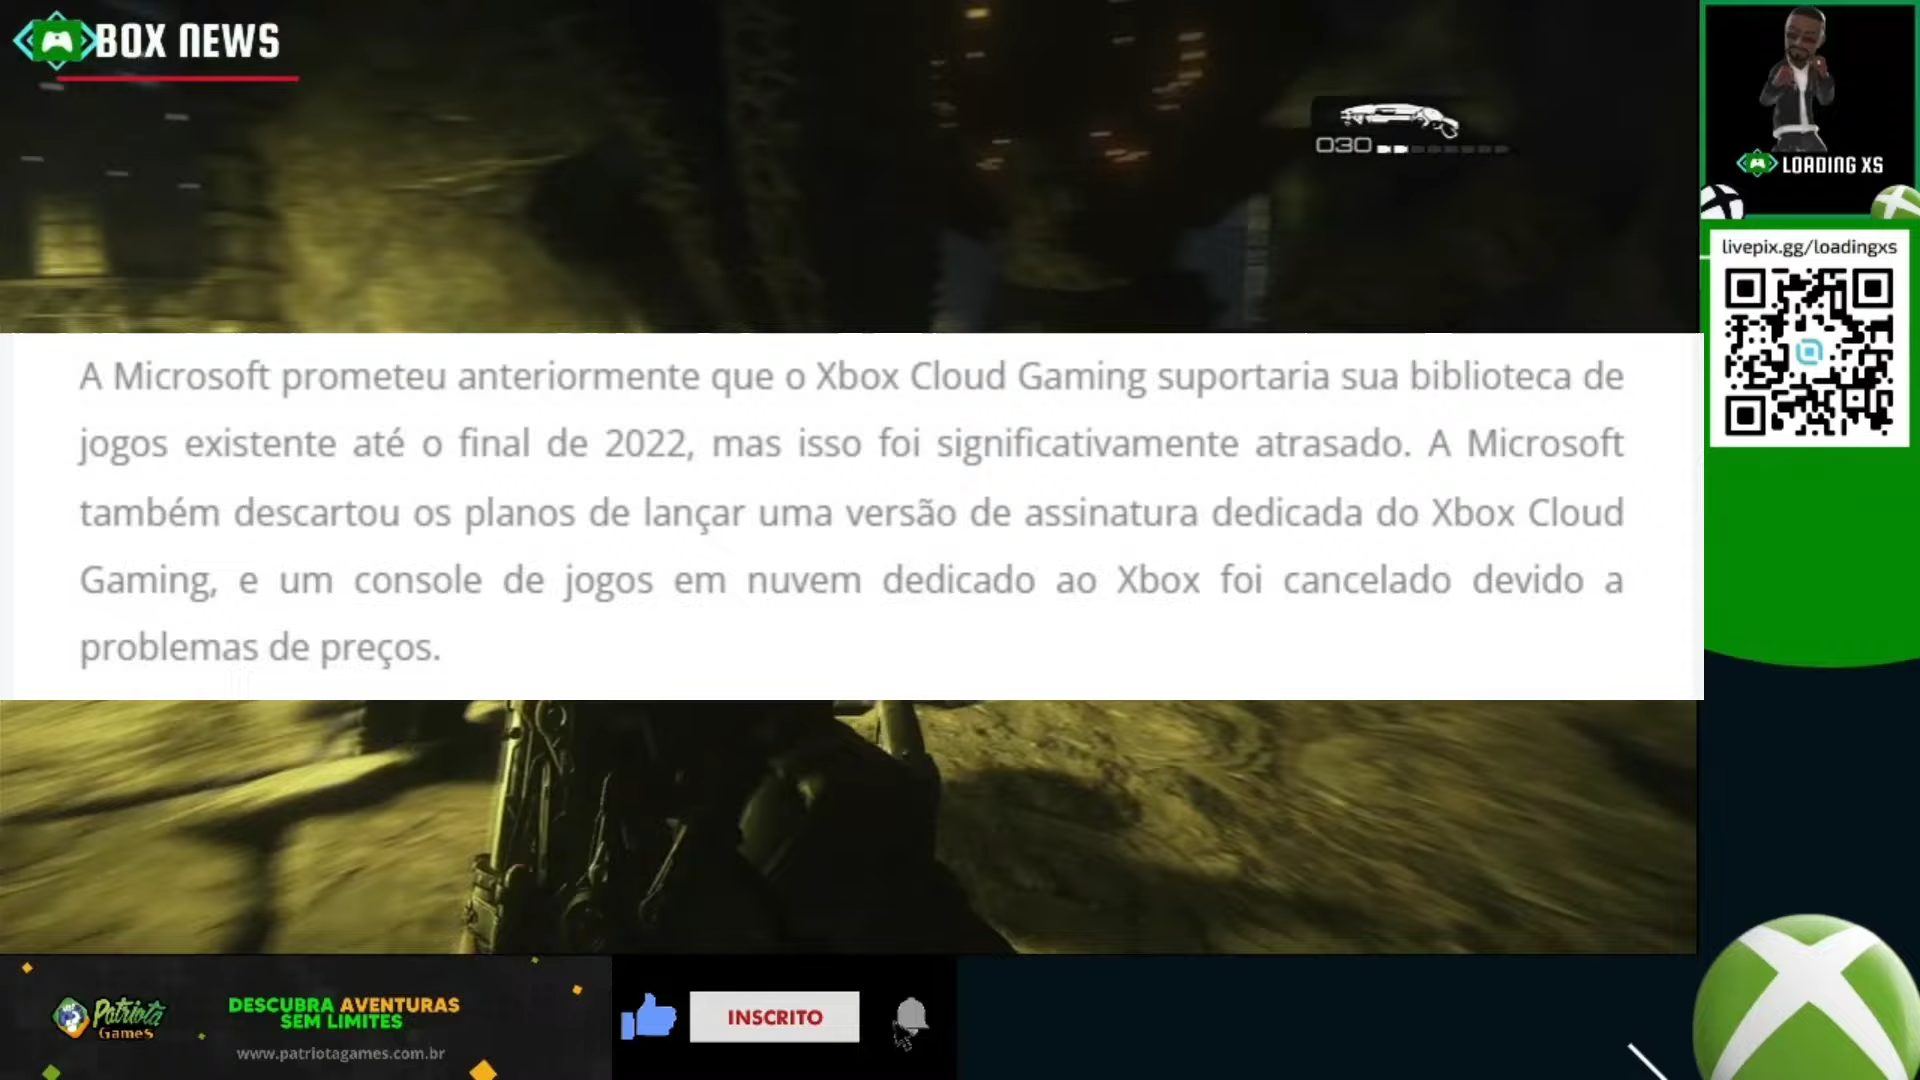 BOX NEWS
030
LOADING XS
livepix.gg/loadingxs
A Microsoft prometeu anteriormente que o Xbox Cloud Gaming suportaria sua biblioteca de
jogos existente até o final de 2022, mas isso foi significativamente atrasado. A Microsoft
também descartou os planos de lançar uma versão de assinatura dedicada do Xbox Cloud
Gaming, e um console de jogos em nuvem dedicado ao Xbox foi cancelado devido a
problemas de preços.
Patriota
Games
DESCUBRA AVENTURAS
SEM LIMITES
www.patriotagames.com.br
INSCRITO